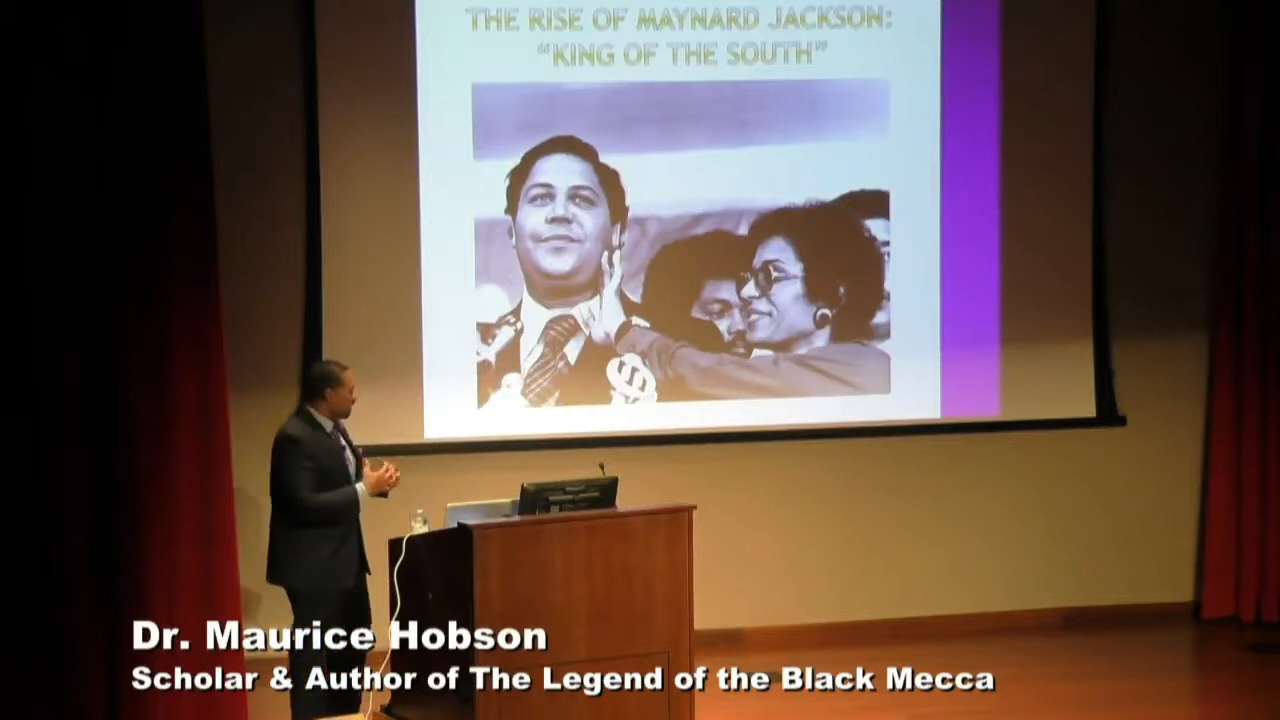 THE RISE OF MAYNARD JACKSON:
"KING OF THE SOUTH"
Dr. Maurice Hobson
Scholar & Author of The Legend of the Black Mecca